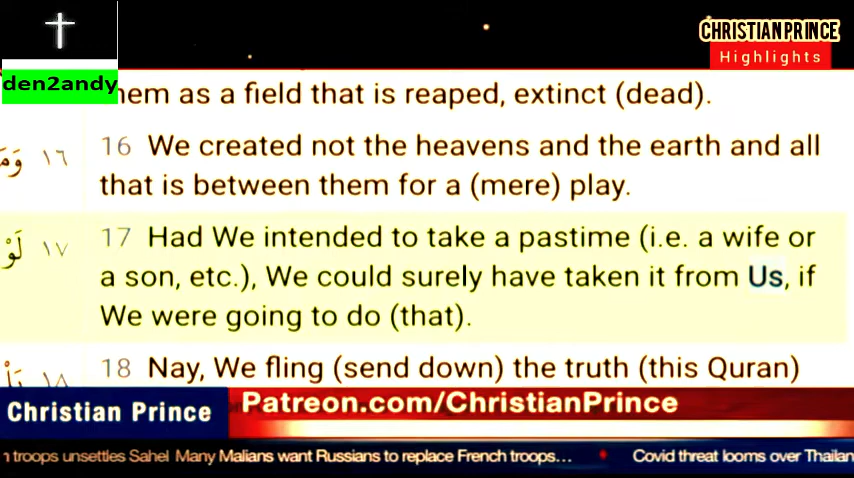 CHRISTIAN PRINCE
Highlights
den2andy
hem as a field that is reaped, extinct (dead).
١٦ 16 We created not the heavens and the earth and all
that is between them for a (mere) play.
لَوْ ١٧ 17 Had We intended to take a pastime (i.e. a wife or
a son, etc.), We could surely have taken it from Us, if
We were going to do (that).
١٨ 18 Nay, We fling (send down) the truth (this Quran)
Christian Prince
Patreon.com/ChristianPrince
troops unsettles Sahel Many Malians want Russians to replace French troops... Covid threat looms over Thailan